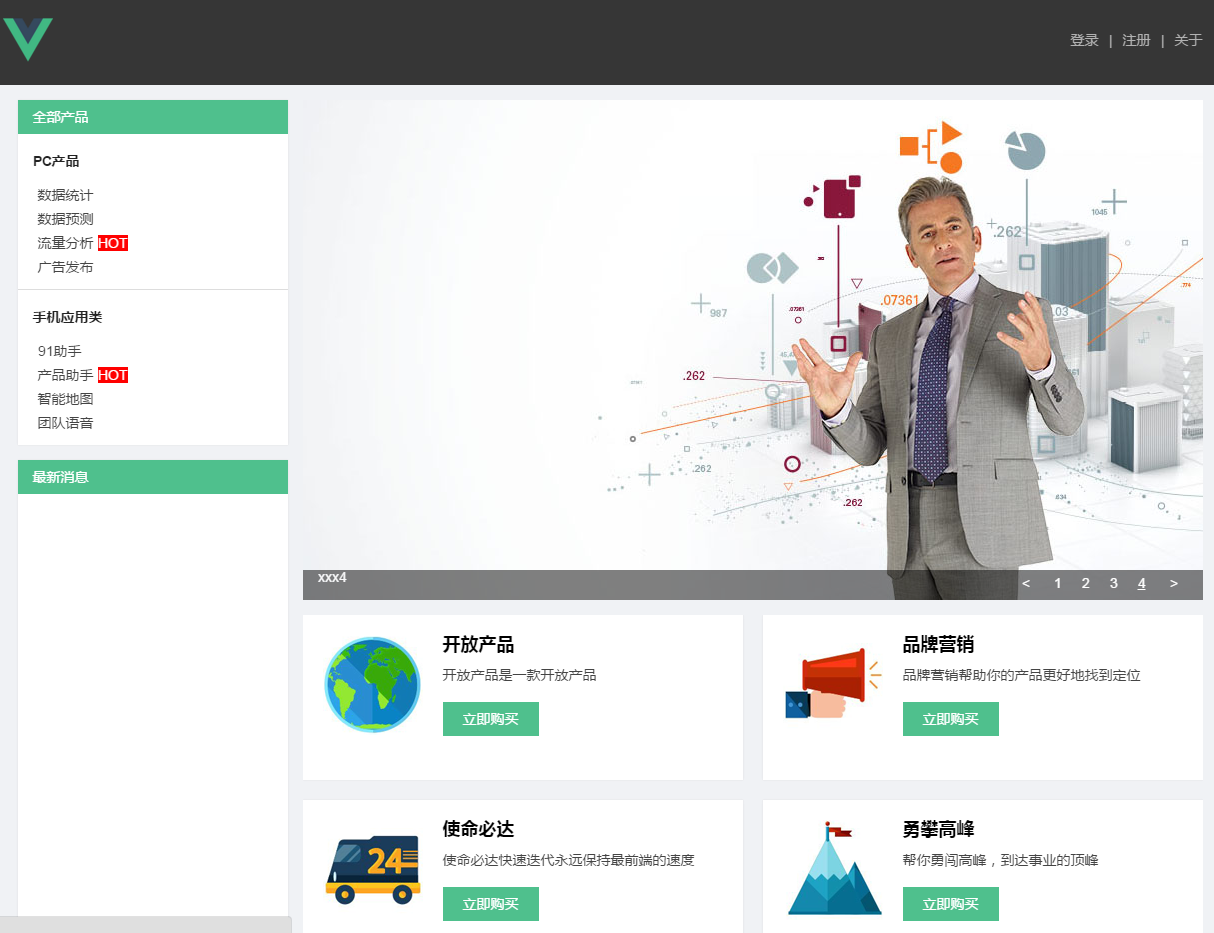 登录 | 注册 | 关于
全部产品
PC产品
数据统计
数据预测
流量分析 HOT
广告发布
手机应用类
91助手
产品助手 HOT
智能地图
团队语音
最新消息
1045
.262
.07361
987
.262
.03
.262
.262
xxx4
< 1 2 3 4 >
开放产品
开放产品是一款开放产品
立即购买
品牌营销
品牌营销帮助你的产品更好地找到定位
立即购买
24
使命必达
使命必达快速迭代永远保持最前端的速度
立即购买
勇攀高峰
帮你勇闯高峰，到达事业的顶峰
立即购买